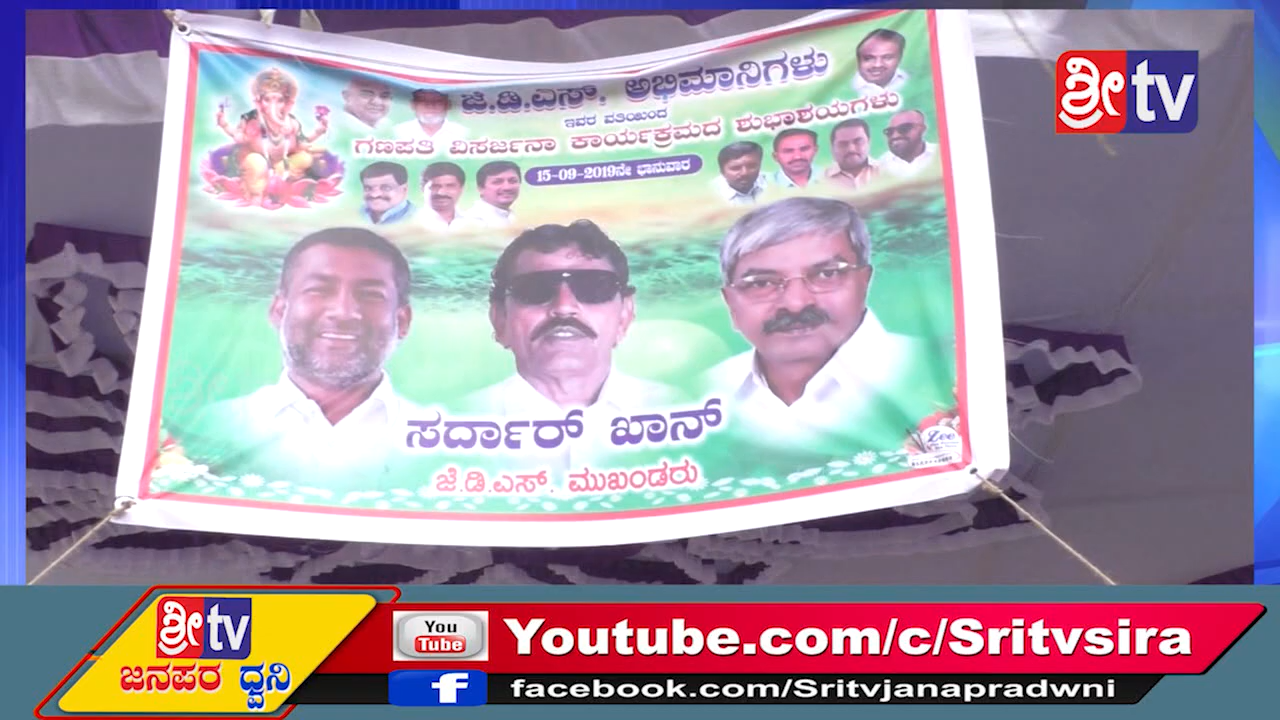 ಜೆ.ಡಿ.ಎಸ್. ಅಭಿಮಾನಿಗಳು
ಇವರ ವತಿಯಿಂದ
ಗಣಪತಿ ವಿಸರ್ಜನಾ ಕಾರ್ಯಕ್ರಮದ ಶುಭಾಶಯಗಳು
15-09-2019ನೇ ಭಾನುವಾರ
ಶ್ರೀtv
ಸರ್ದಾರ್ ಖಾನ್
ಜೆ.ಡಿ.ಎಸ್. ಮುಖಂಡರು
Zee
ಶ್ರೀtv
ಜನಪರ ಧ್ವನಿ
You
Tube
Youtube.com/c/Sritvsira
f
facebook.com/Sritvjanapradwni